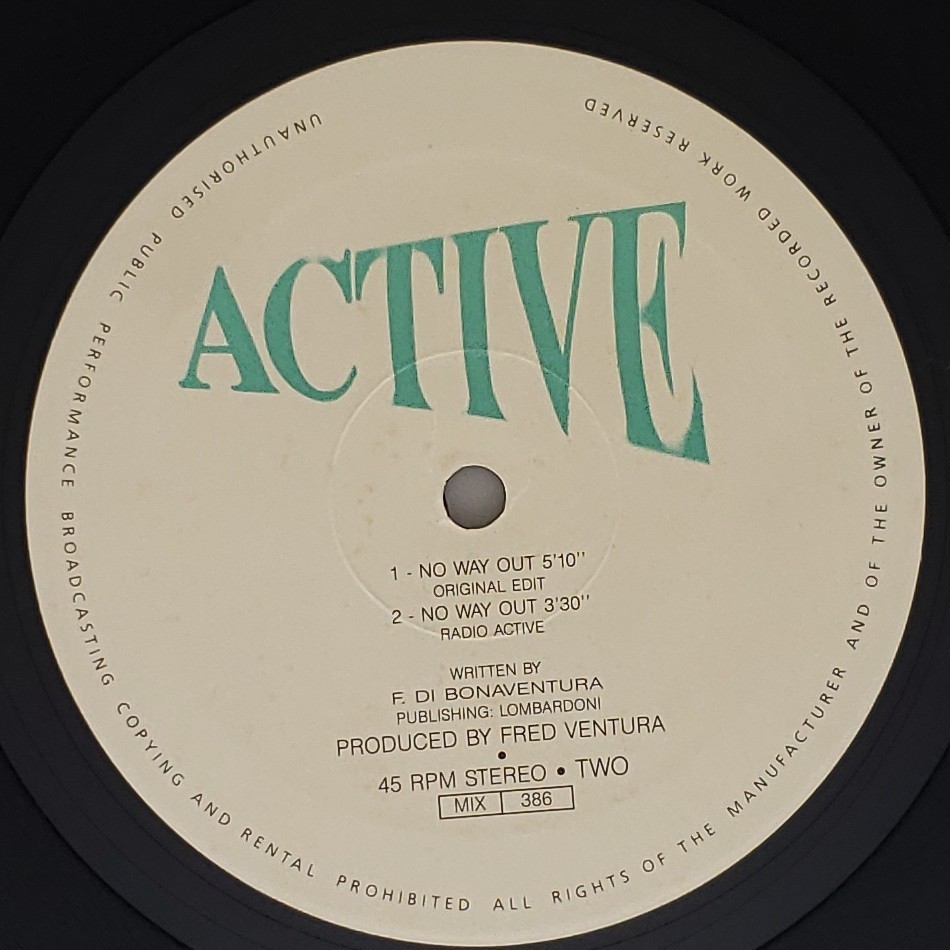 ACTIVE
1 - NO WAY OUT 5'10''
ORIGINAL EDIT
2 - NO WAY OUT 3'30''
RADIO ACTIVE
WRITTEN BY
F. DI BONAVENTURA
PUBLISHING: LOMBARDONI
PRODUCED BY FRED VENTURA
•
45 RPM STEREO • TWO
MIX 386
UNAUTHORISED PUBLIC PERFORMANCE BROADCASTING COPYING AND RENTAL PROHIBITED ALL RIGHTS OF THE MANUFACTURER AND OF THE OWNER OF THE RECORDED WORK RESERVED